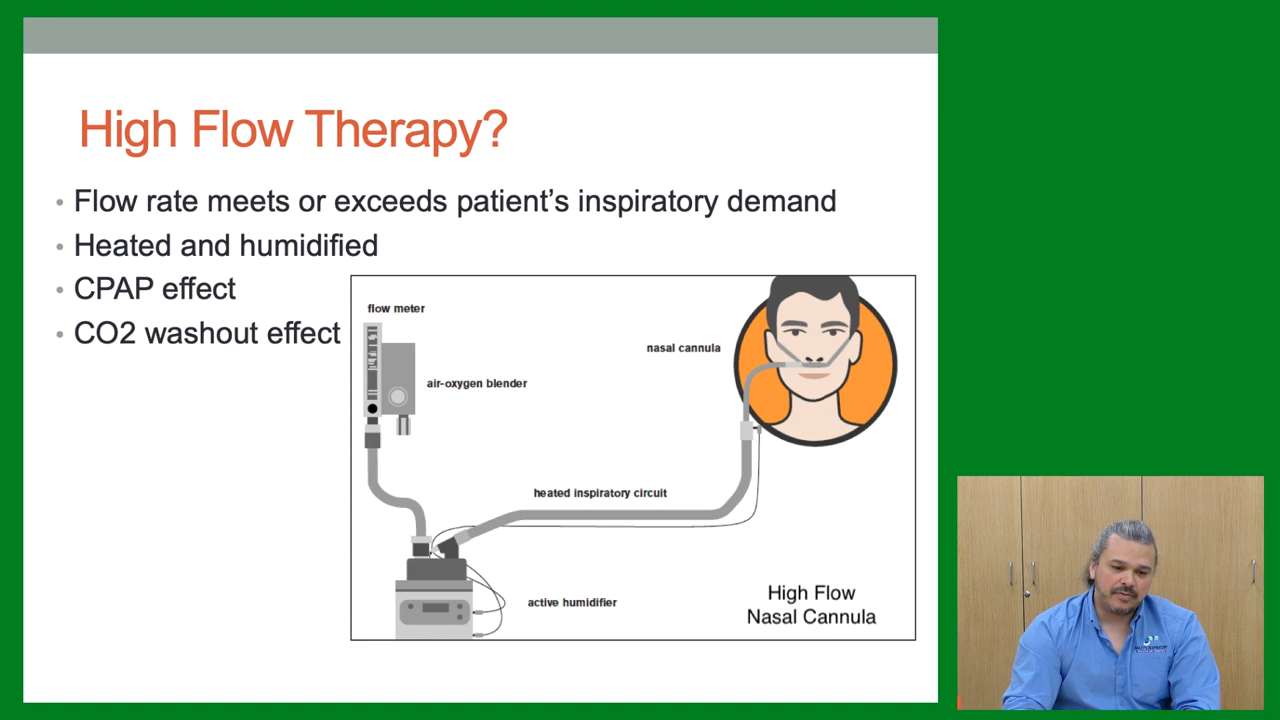 High Flow Therapy?
• Flow rate meets or exceeds patient’s inspiratory demand
• Heated and humidified
• CPAP effect
• CO2 washout effect
flow meter
nasal cannula
air-oxygen blender
heated inspiratory circuit
active humidifier
High Flow
Nasal Cannula